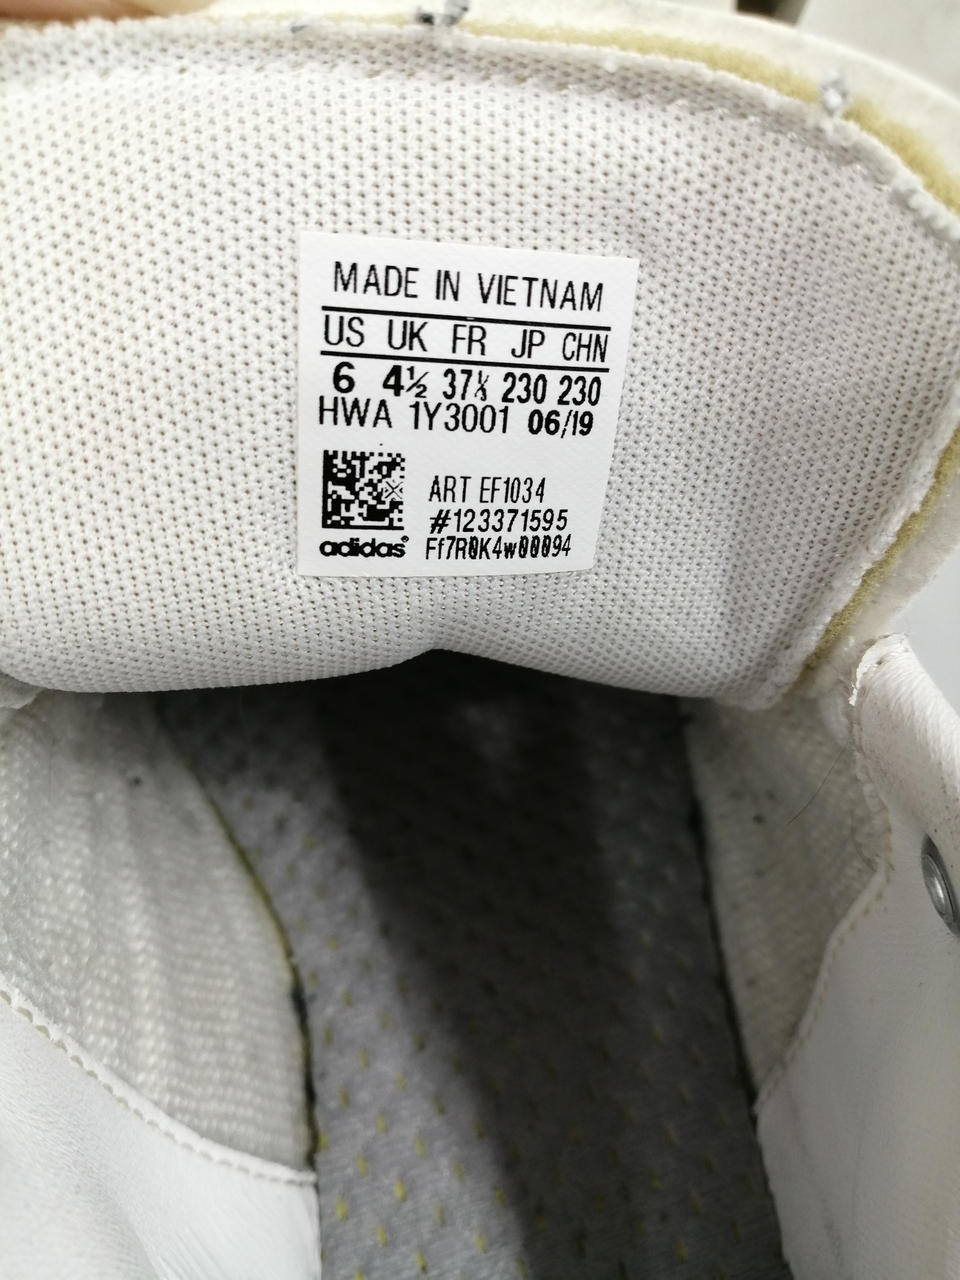 MADE IN VIETNAM
US UK FR JP CHN
6 4½ 37⅓ 230 230
HWA 1Y3001 06/19
ART EF1034
#123371595
adidas® Ff7R0K4w00094